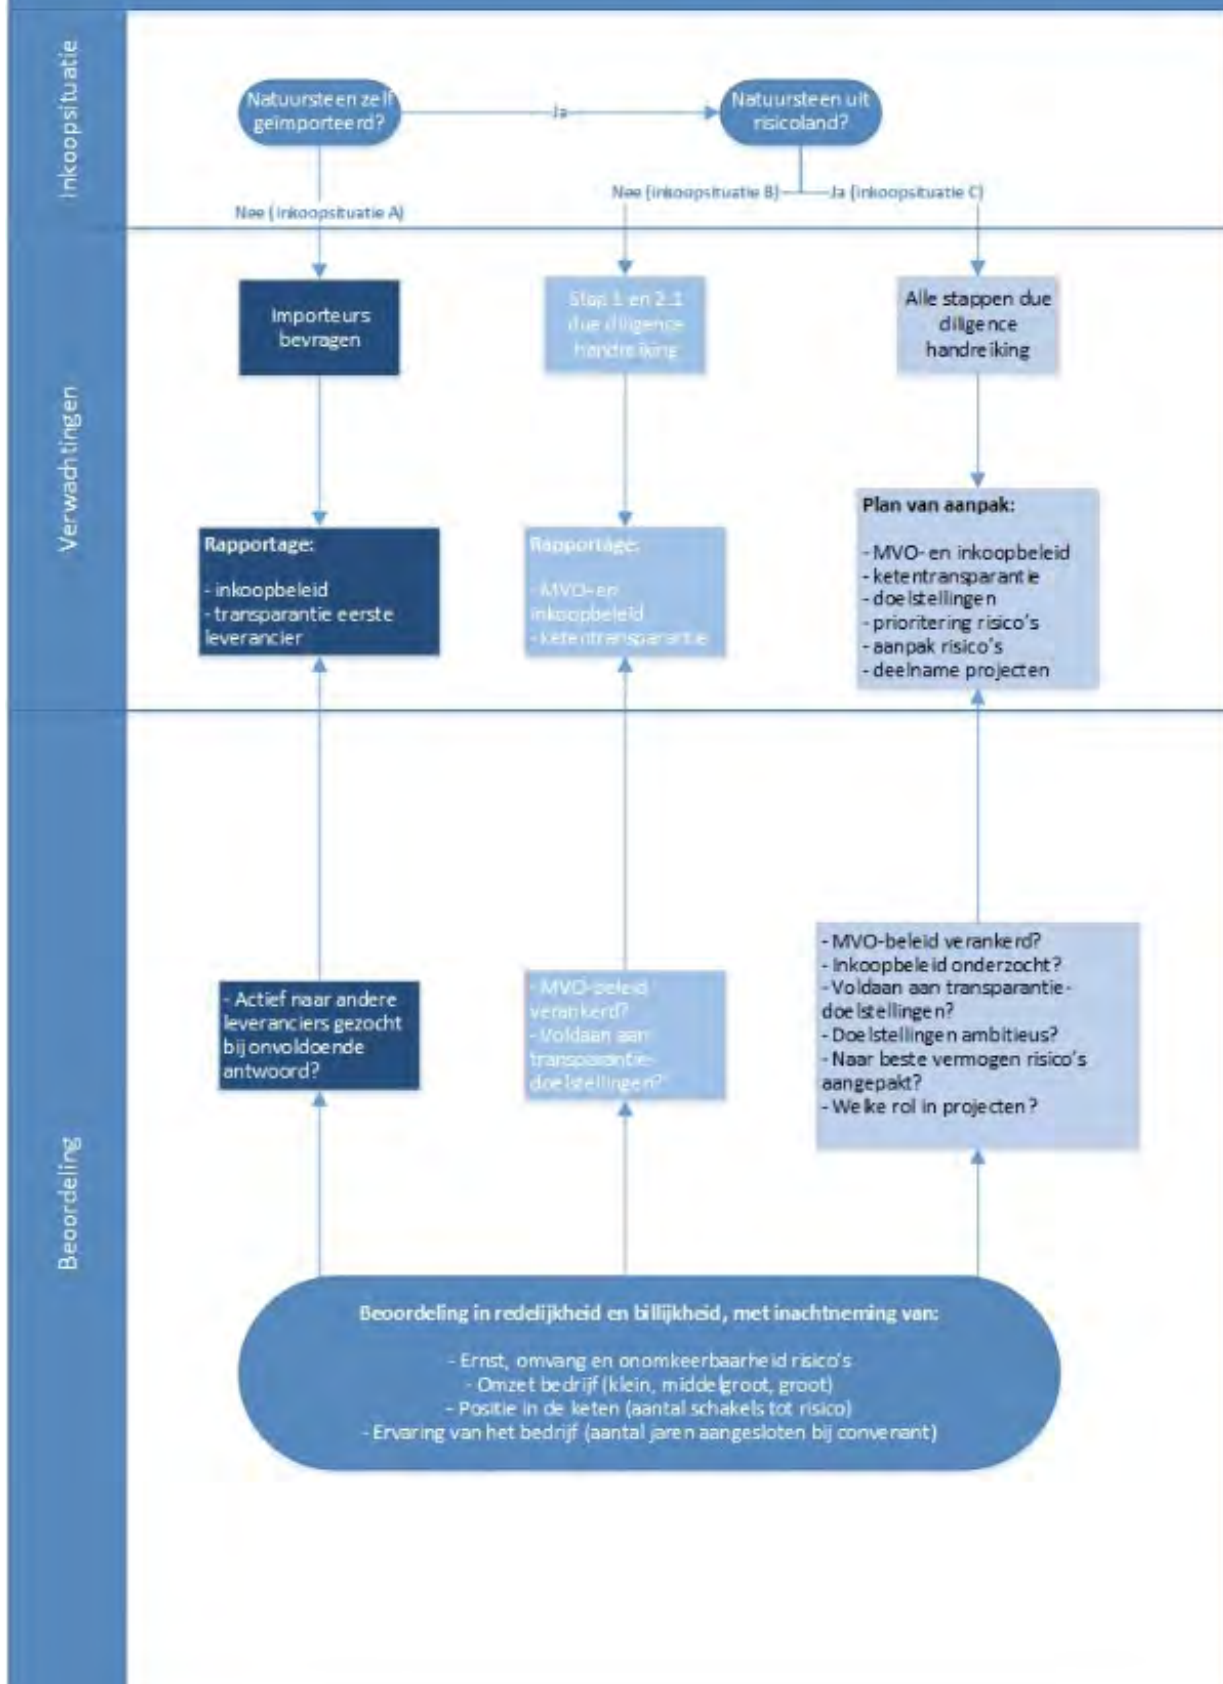 Inkoopsituatie
Natuursteen zelf
geïmporteerd?
Ja
Natuursteen uit
risicoland?
Nee (inkoopsituatie A)
Nee (inkoopsituatie B)
Ja (inkoopsituatie C)
Verwachtingen
Importeurs
bevragen
Stap 1 en 2.1
due diligence
handreiking
Alle stappen due
diligence
handreiking
Rapportage:
- inkoopbeleid
- transparantie eerste
leverancier
Rapportage:
- MVO-en
inkoopbeleid
- ketentransparantie
Plan van aanpak:
- MVO- en inkoopbeleid
- ketentransparantie
- doelstellingen
- prioritering risico's
- aanpak risico's
- deelname projecten
Beoordeling
- Actief naar andere
leveranciers gezocht
bij onvoldoende
antwoord?
- MVO-beleid
verankerd?
- Voldaan aan
transparantie-
doelstellingen?
- MVO-beleid verankerd?
- Inkoopbeleid onderzocht?
- Voldaan aan transparantie-
doelstellingen?
- Doelstellingen ambitieus?
- Naar beste vermogen risico's
aangepakt?
- Welke rol in projecten?
Beoordeling in redelijkheid en billijkheid, met inachtneming van:
- Ernst, omvang en onomkeerbaarheid risico's
- Omzet bedrijf (klein, middelgroot, groot)
- Positie in de keten (aantal schakels tot risico)
- Ervaring van het bedrijf (aantal jaren aangesloten bij convenant)